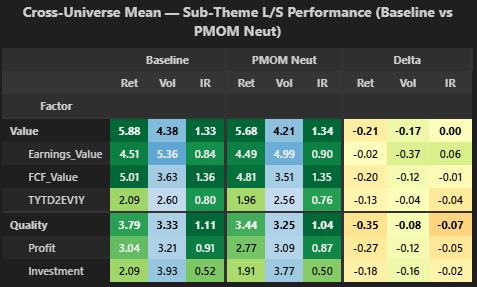 Cross-Universe Mean — Sub-Theme L/S Performance (Baseline vs
PMOM Neut)
Baseline PMOM Neut Delta
Ret Vol IR Ret Vol IR Ret Vol IR
Factor
Value 5.88 4.38 1.33 5.68 4.21 1.34 -0.21 -0.17 0.00
Earnings_Value 4.51 5.36 0.84 4.49 4.99 0.90 -0.02 -0.37 0.06
FCF_Value 5.01 3.63 1.36 4.81 3.51 1.35 -0.20 -0.12 -0.01
TYTD2EV1Y 2.09 2.60 0.80 1.96 2.56 0.76 -0.13 -0.04 -0.04
Quality 3.79 3.33 1.11 3.44 3.25 1.04 -0.35 -0.08 -0.07
Profit 3.04 3.21 0.91 2.77 3.09 0.87 -0.27 -0.12 -0.05
Investment 2.09 3.93 0.52 1.91 3.77 0.50 -0.18 -0.16 -0.02